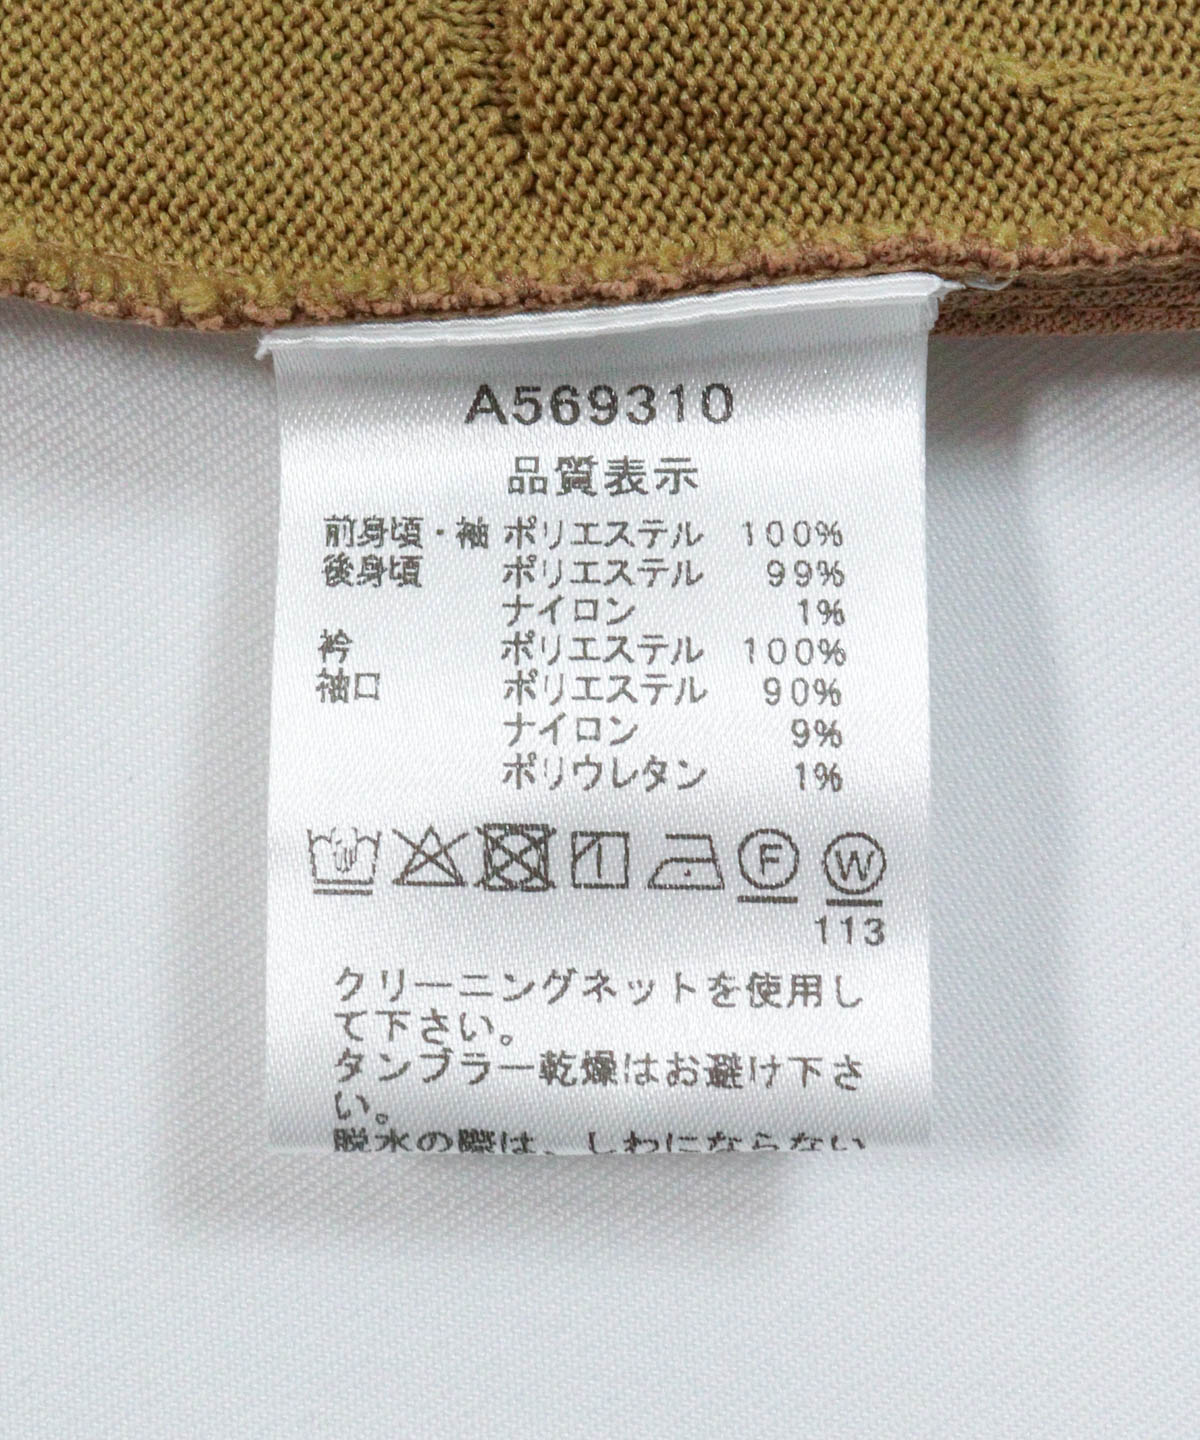 A569310
品質表示
前身頃・袖 ポリエステル 100%
後身頃 ポリエステル 99%
ナイロン 1%
衿 ポリエステル 100%
袖口 ポリエステル 90%
ナイロン 9%
ポリウレタン 1%
F W
113
クリーニングネットを使用し
て下さい。
タンブラー乾燥はお避け下さ
い。
脱水の際は、しわにならない